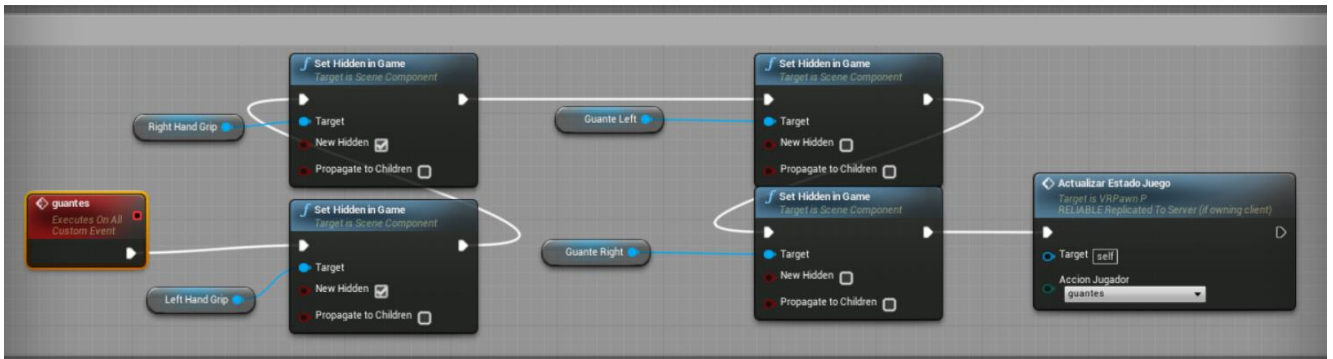 Set Hidden in Game
Target is Scene Component
Target
New Hidden
Propagate to Children
Right Hand Grip
guantes
Executes On All
Custom Event
Set Hidden in Game
Target is Scene Component
Target
New Hidden
Propagate to Children
Left Hand Grip
Set Hidden in Game
Target is Scene Component
Target
New Hidden
Propagate to Children
Guante Left
Set Hidden in Game
Target is Scene Component
Target
New Hidden
Propagate to Children
Guante Right
Actualizar Estado Juego
Target is VRPawn P
RELIABLE Replicated To Server (if owning client)
Target self
Accion Jugador
guantes